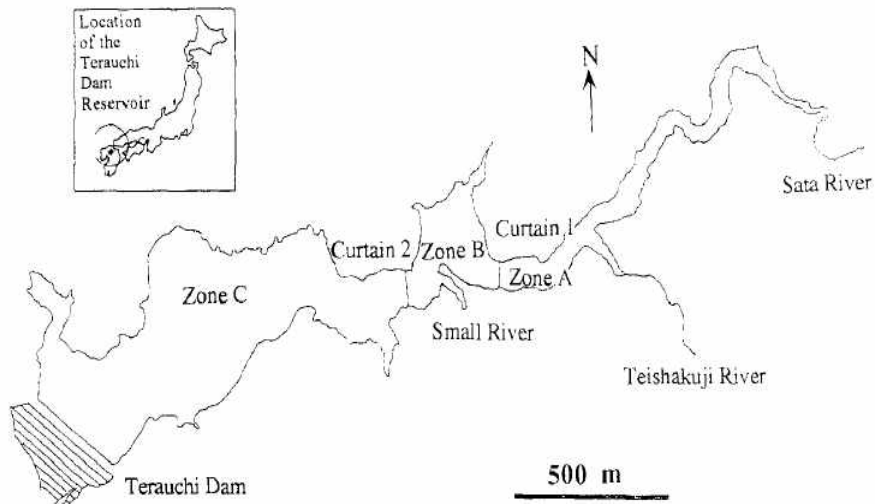 Location
of the
Terauchi
Dam
Reservoir
N
Sata River
Curtain 1
Curtain 2
Zone B
Zone A
Zone C
Small River
Teishakuji River
Terauchi Dam
500 m